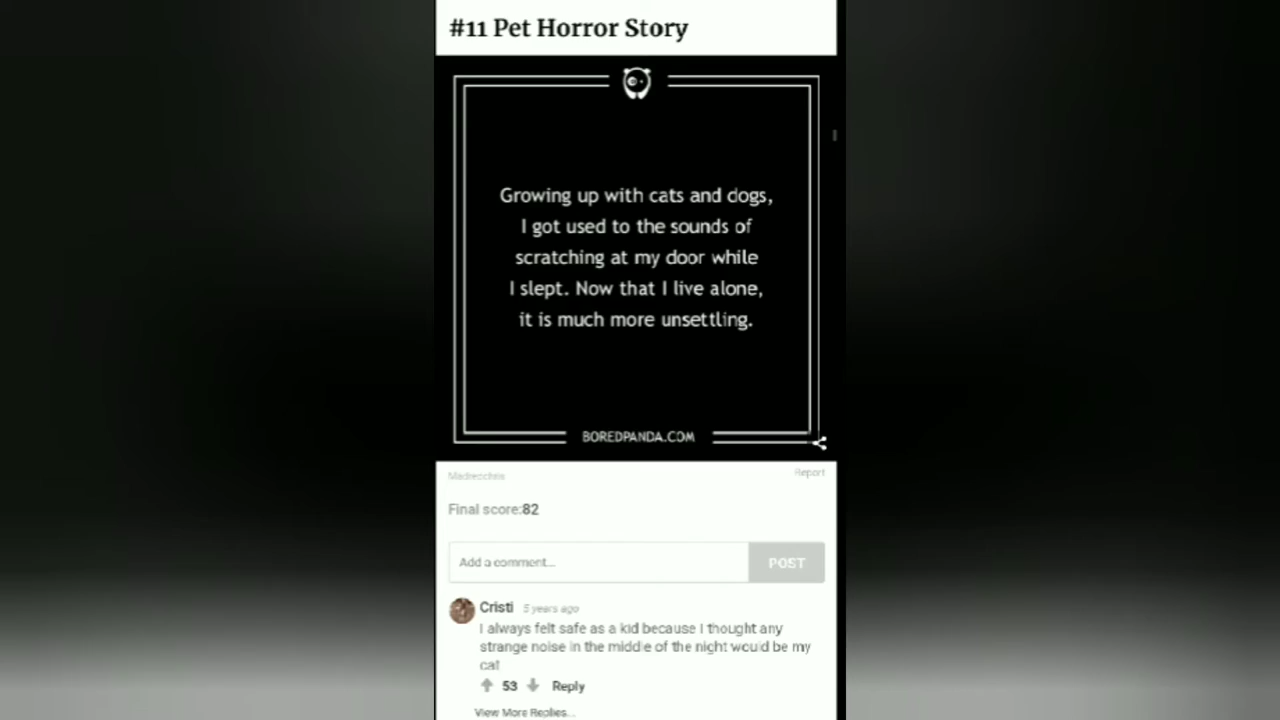 #11 Pet Horror Story
Growing up with cats and dogs,
I got used to the sounds of
scratching at my door while
I slept. Now that I live alone,
it is much more unsettling.
BOREDPANDA.COM
Report
Final score:82
Add a comment...
POST
Cristi 5 years ago
I always felt safe as a kid because I thought any
strange noise in the middle of the night would be my
cat
53 Reply
View More Replies...